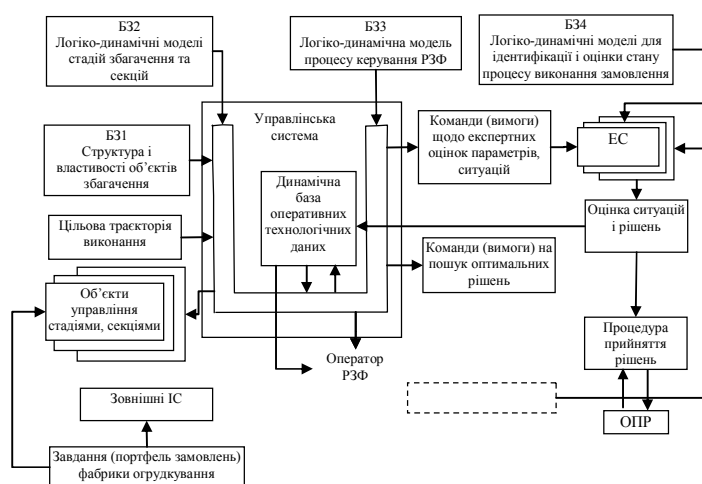 БЗ2
Логіко-динамічні моделі
стадій збагачення та
секцій
БЗ3
Логіко-динамічна модель
процесу керування РЗФ
БЗ4
Логіко-динамічні моделі для
ідентифікації і оцінки стану
процесу виконання замовлення
БЗ1
Структура і
властивості об’єктів
збагачення
Управлінська
система
Команди (вимоги)
щодо експертних
оцінок параметрів,
ситуацій
ЕС
Динамічна
база
оперативних
технологічних
даних
Цільова траєкторія
виконання
Оцінка ситуацій
і рішень
Команди (вимоги) на
пошук оптимальних
рішень
Об’єкти
управління
стадіями, секціями
Оператор
РЗФ
Процедура
прийняття
рішень
Зовнішні ІС
ОПР
Завдання (портфель замовлень)
фабрики огрудкування